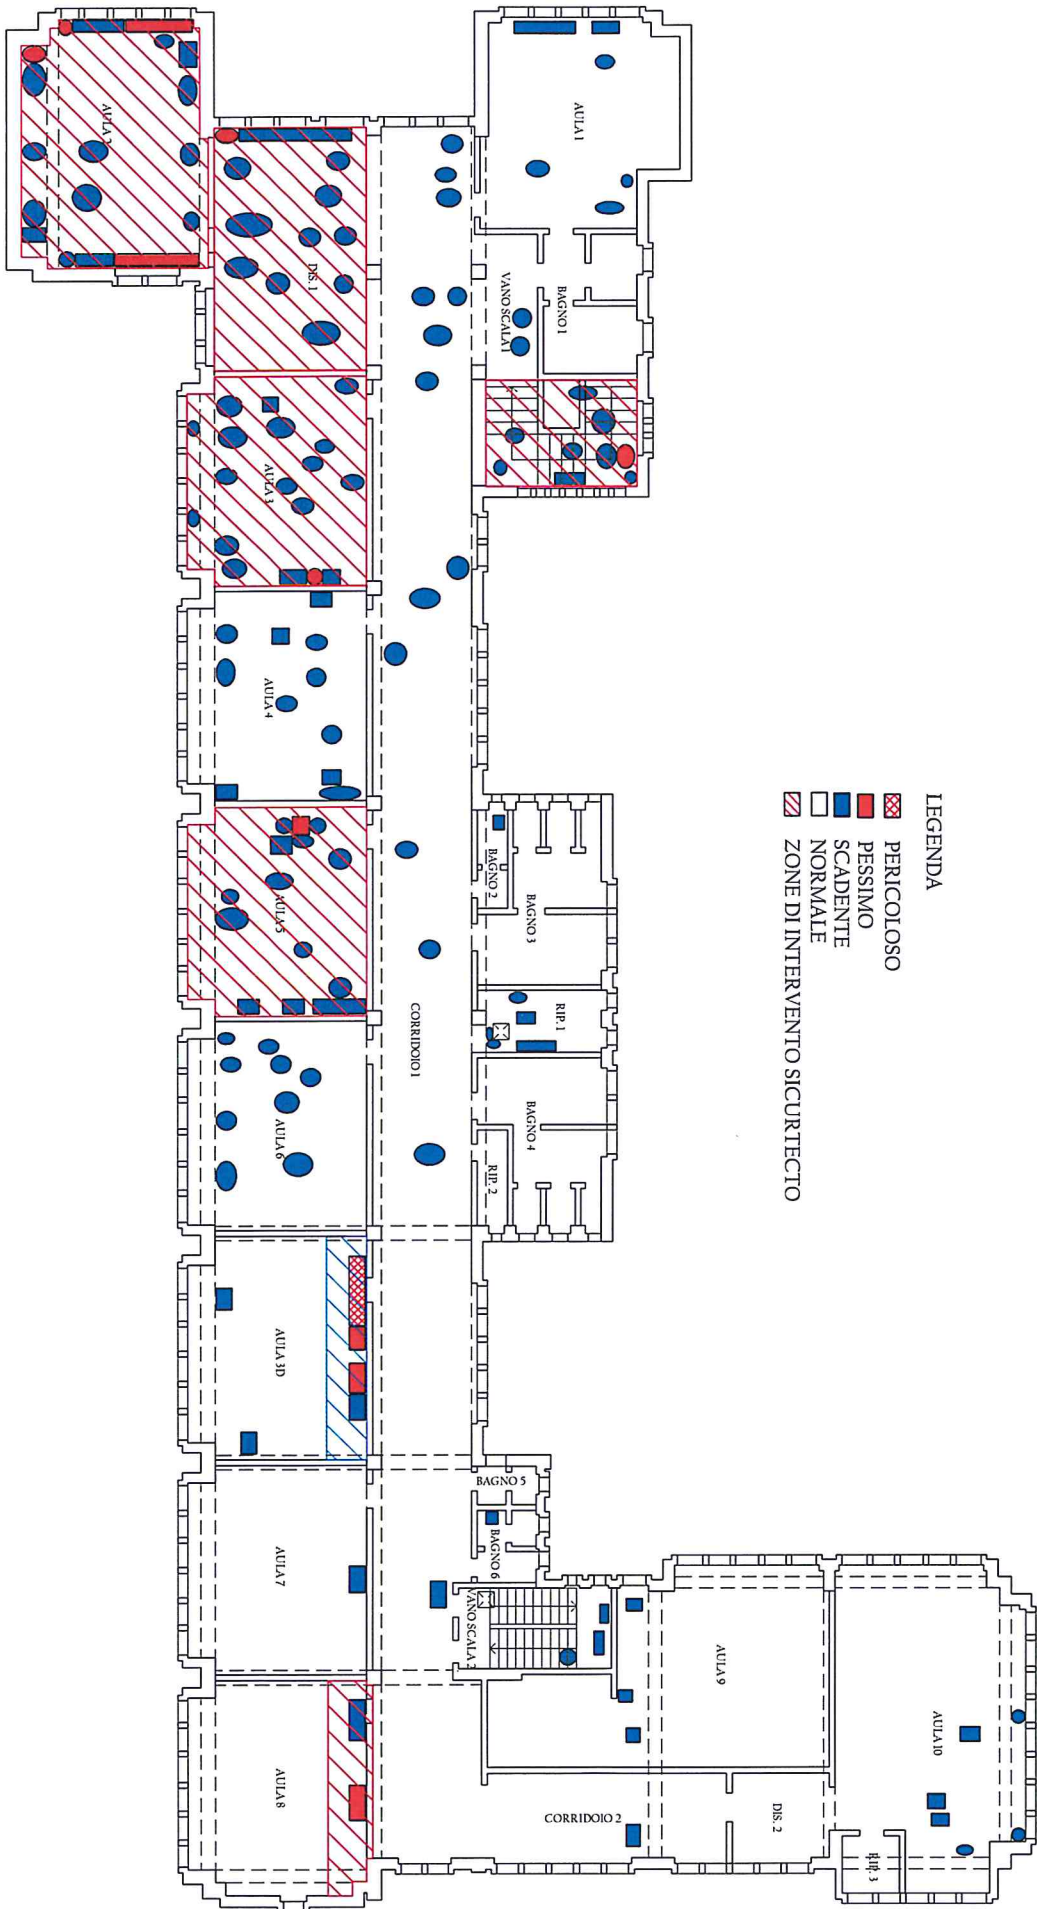 LEGENDA
PERICOLOSO
PESSIMO
SCADENTE
NORMALE
ZONE DI INTERVENTO SICURTECTO
AULA 1
AULA 2
DIS. 1
VANO SCALA 1
BAGNO 1
AULA 3
AULA 4
AULA 5
BAGNO 2
BAGNO 3
RIP. 1
CORRIDOIO 1
BAGNO 4
RIP. 2
AULA 6
AULA 3D
BAGNO 5
BAGNO 6
AULA 7
VANO SCALA 2
AULA 9
AULA 10
AULA 8
CORRIDOIO 2
DIS. 2
RIP. 3